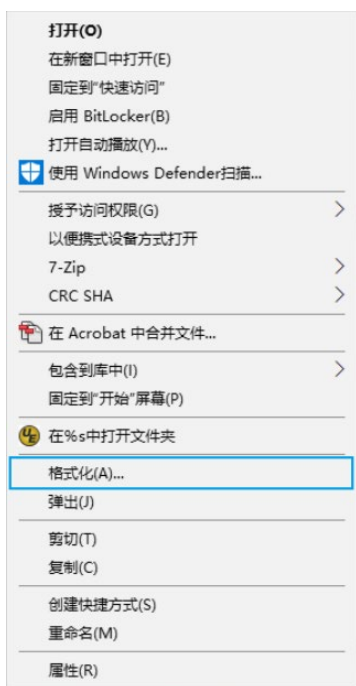 打开(O)
在新窗口中打开(E)
固定到"快速访问"
启用 BitLocker(B)
打开自动播放(Y)...
使用 Windows Defender扫描...
授予访问权限(G)
以便携式设备方式打开
7-Zip
CRC SHA
在 Acrobat 中合并文件...
包含到库中(I)
固定到"开始"屏幕(P)
UE
在%s中打开文件夹
格式化(A)...
弹出(J)
剪切(T)
复制(C)
创建快捷方式(S)
重命名(M)
属性(R)